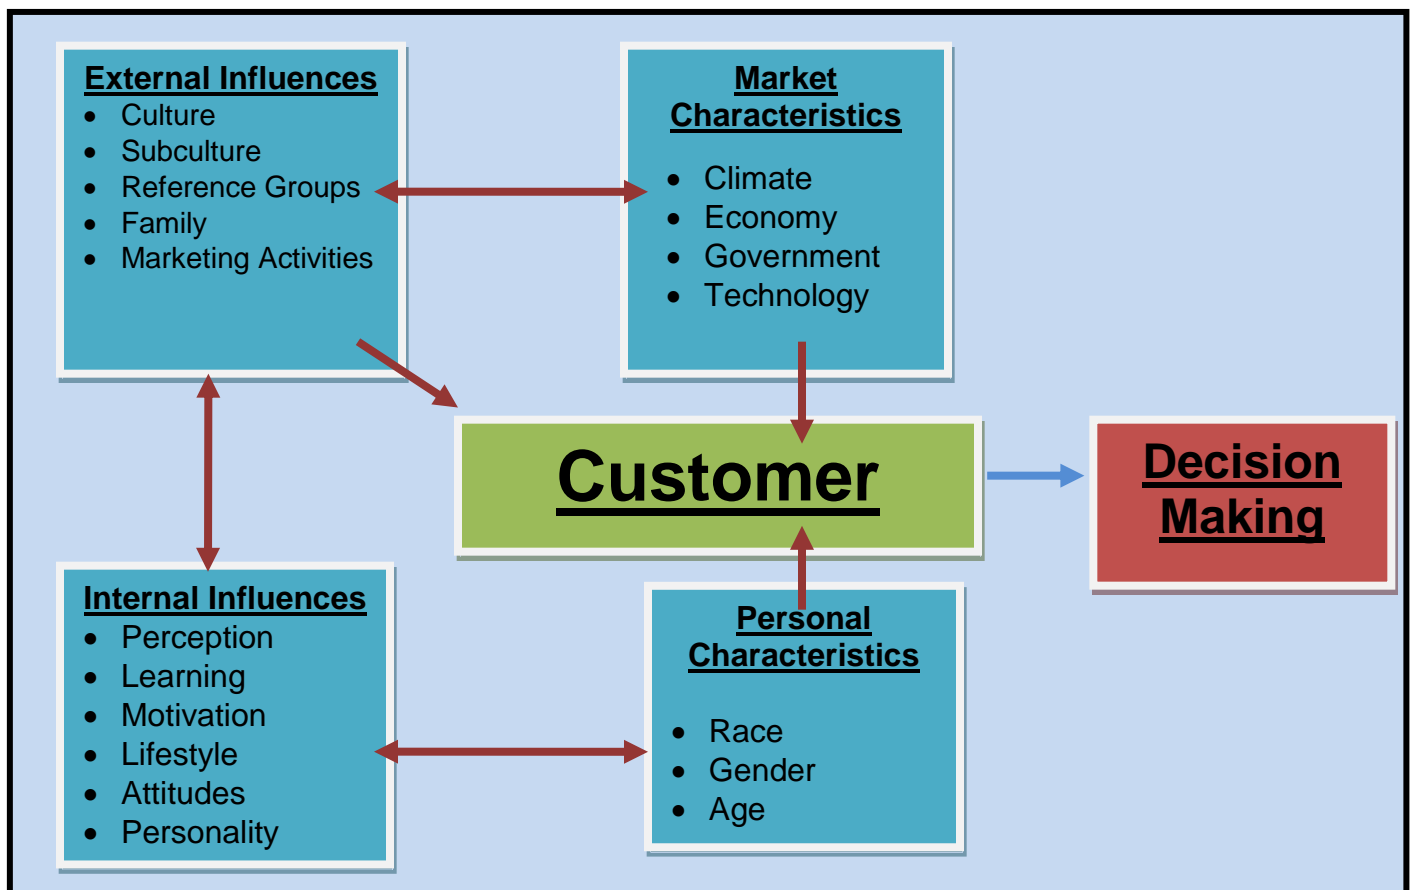 External Influences
• Culture
• Subculture
• Reference Groups
• Family
• Marketing Activities
Market
Characteristics
• Climate
• Economy
• Government
• Technology
Customer
Decision
Making
Internal Influences
• Perception
• Learning
• Motivation
• Lifestyle
• Attitudes
• Personality
Personal
Characteristics
• Race
• Gender
• Age